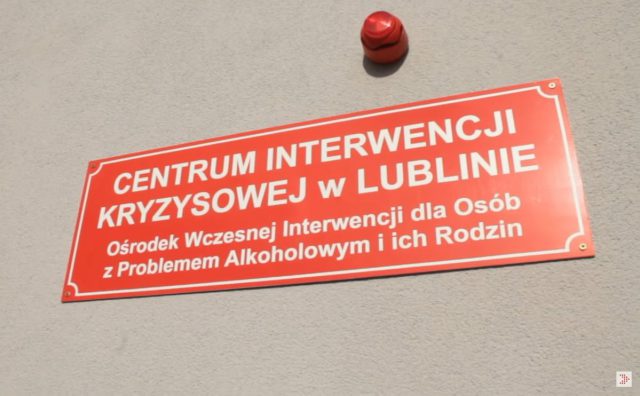 CENTRUM INTERWENCJI
KRYZYSOWEJ w LUBLINIE
Ośrodek Wczesnej Interwencji dla Osób
z Problemem Alkoholowym i ich Rodzin